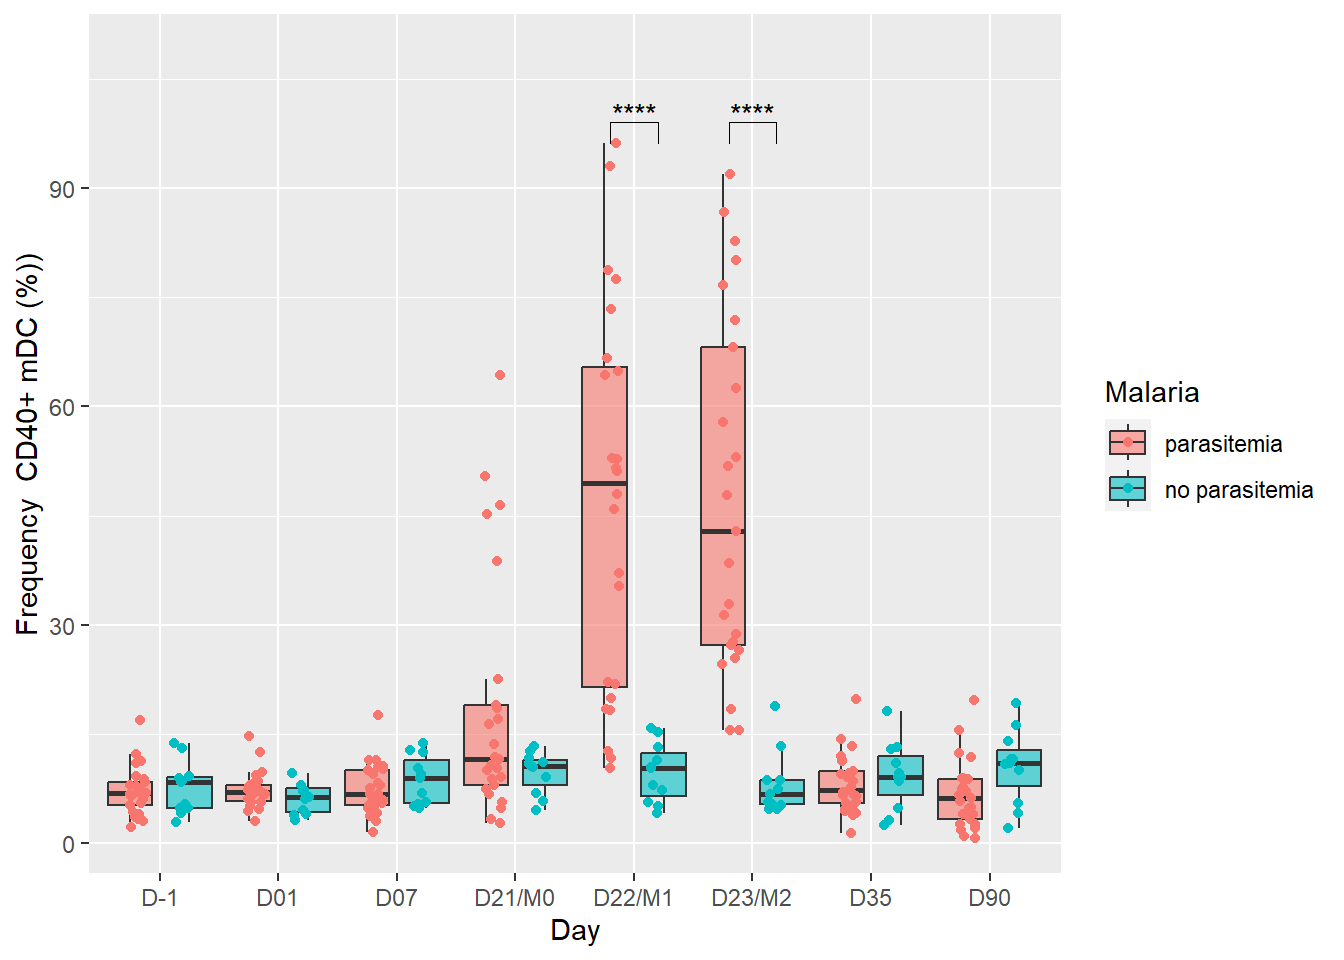 **** ****
90
60
30
0
Frequency  CD40+ mDC (%))
D-1 D01 D07 D21/M0 D22/M1 D23/M2 D35 D90
Day
Malaria
parasitemia
no parasitemia